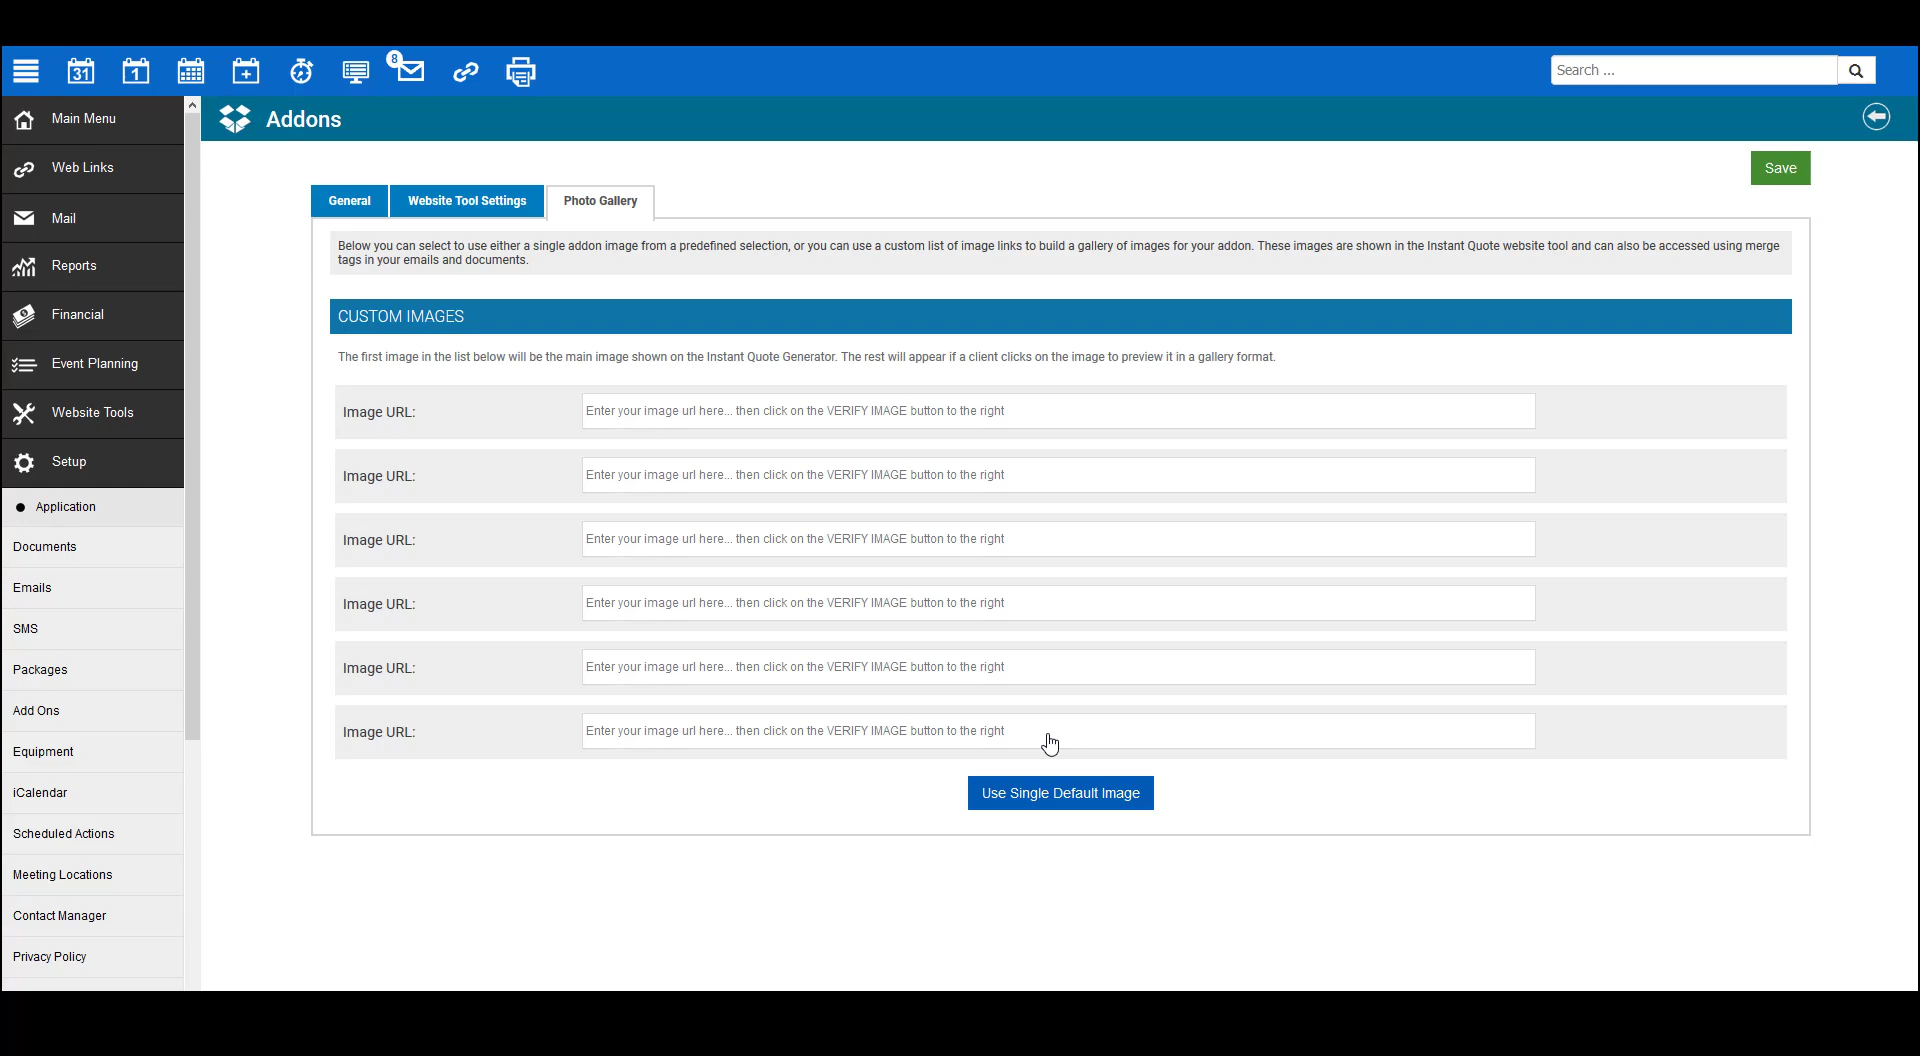 31
1
8
Search ...
Main Menu
Web Links
Mail
Reports
Financial
Event Planning
Website Tools
Setup
Application
Documents
Emails
SMS
Packages
Add Ons
Equipment
iCalendar
Scheduled Actions
Meeting Locations
Contact Manager
Privacy Policy
Addons
Save
General
Website Tool Settings
Photo Gallery
Below you can select to use either a single addon image from a predefined selection, or you can use a custom list of image links to build a gallery of images for your addon. These images are shown in the Instant Quote website tool and can also be accessed using merge
tags in your emails and documents.
CUSTOM IMAGES
The first image in the list below will be the main image shown on the Instant Quote Generator. The rest will appear if a client clicks on the image to preview it in a gallery format.
Image URL: Enter your image url here... then click on the VERIFY IMAGE button to the right
Image URL: Enter your image url here... then click on the VERIFY IMAGE button to the right
Image URL: Enter your image url here... then click on the VERIFY IMAGE button to the right
Image URL: Enter your image url here... then click on the VERIFY IMAGE button to the right
Image URL: Enter your image url here... then click on the VERIFY IMAGE button to the right
Image URL: Enter your image url here... then click on the VERIFY IMAGE button to the right
Use Single Default Image